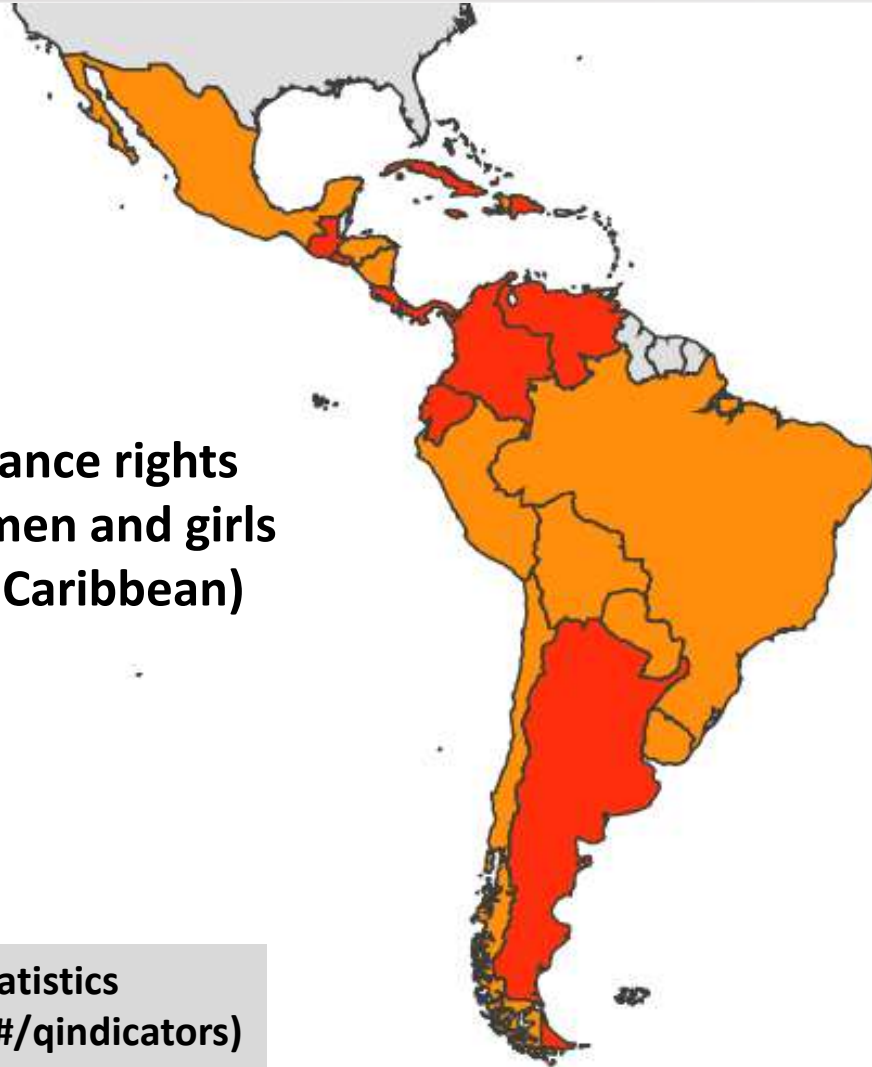 ance rights
men and girls
Caribbean)
atistics
#/qindicators)